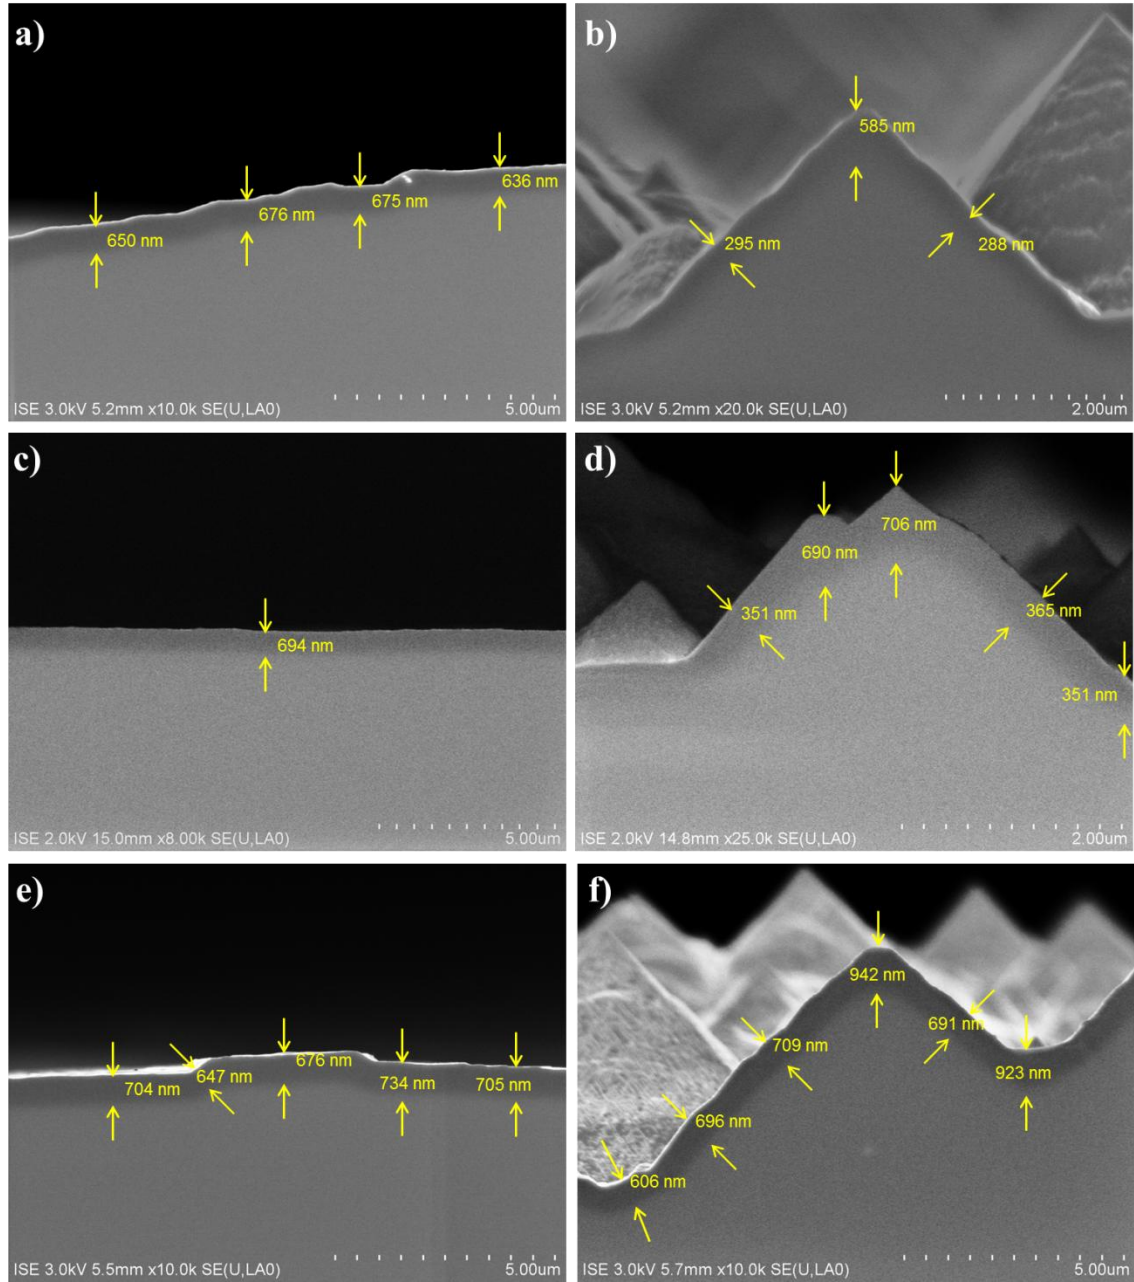 a)
650 nm
676 nm
675 nm
636 nm
ISE 3.0kV 5.2mm x10.0k SE(U,LA0)
5.00um
b)
585 nm
295 nm
288 nm
ISE 3.0kV 5.2mm x20.0k SE(U,LA0)
2.00um
c)
694 nm
ISE 2.0kV 15.0mm x8.00k SE(U,LA0)
5.00um
d)
706 nm
690 nm
351 nm
365 nm
351 nm
ISE 2.0kV 14.8mm x25.0k SE(U,LA0)
2.00um
e)
704 nm
647 nm
676 nm
734 nm
705 nm
ISE 3.0kV 5.5mm x10.0k SE(U,LA0)
5.00um
f)
942 nm
691 nm
709 nm
923 nm
696 nm
606 nm
ISE 3.0kV 5.7mm x10.0k SE(U,LA0)
5.00um